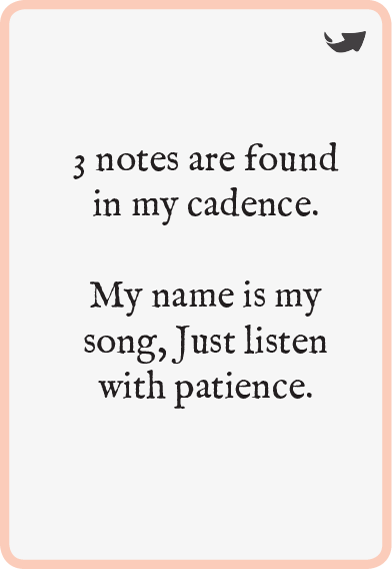 3 notes are found
in my cadence.
My name is my
song, Just listen
with patience.